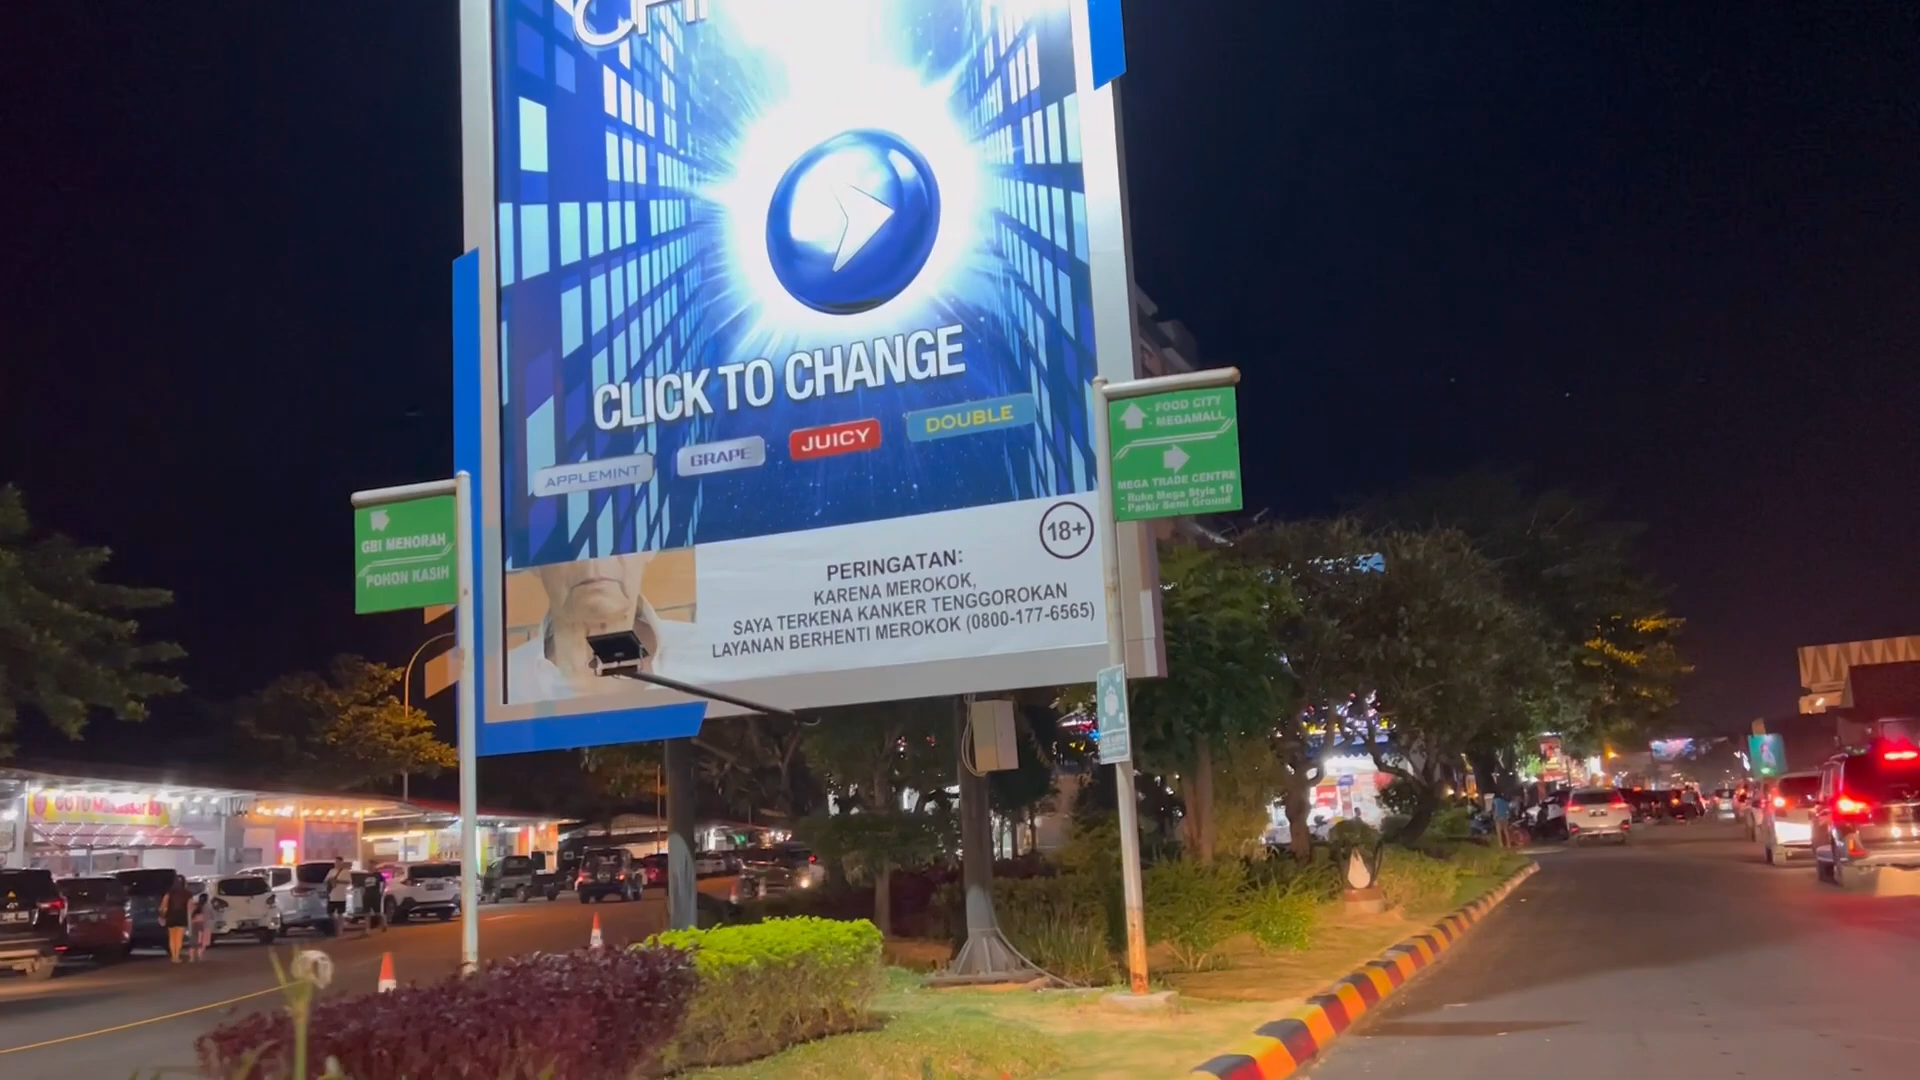 CLICK TO CHANGE
APPLEMINT
GRAPE
JUICY
DOUBLE
18+
PERINGATAN:
KARENA MEROKOK,
SAYA TERKENA KANKER TENGGOROKAN
LAYANAN BERHENTI MEROKOK (0800-177-6565)
GBI MENORAH
POHON KASIH
- FOOD CITY
- MEGAMALL
MEGA TRADE CENTRE
- Ruko Mega Style 1D
- Parkir Semi Ground